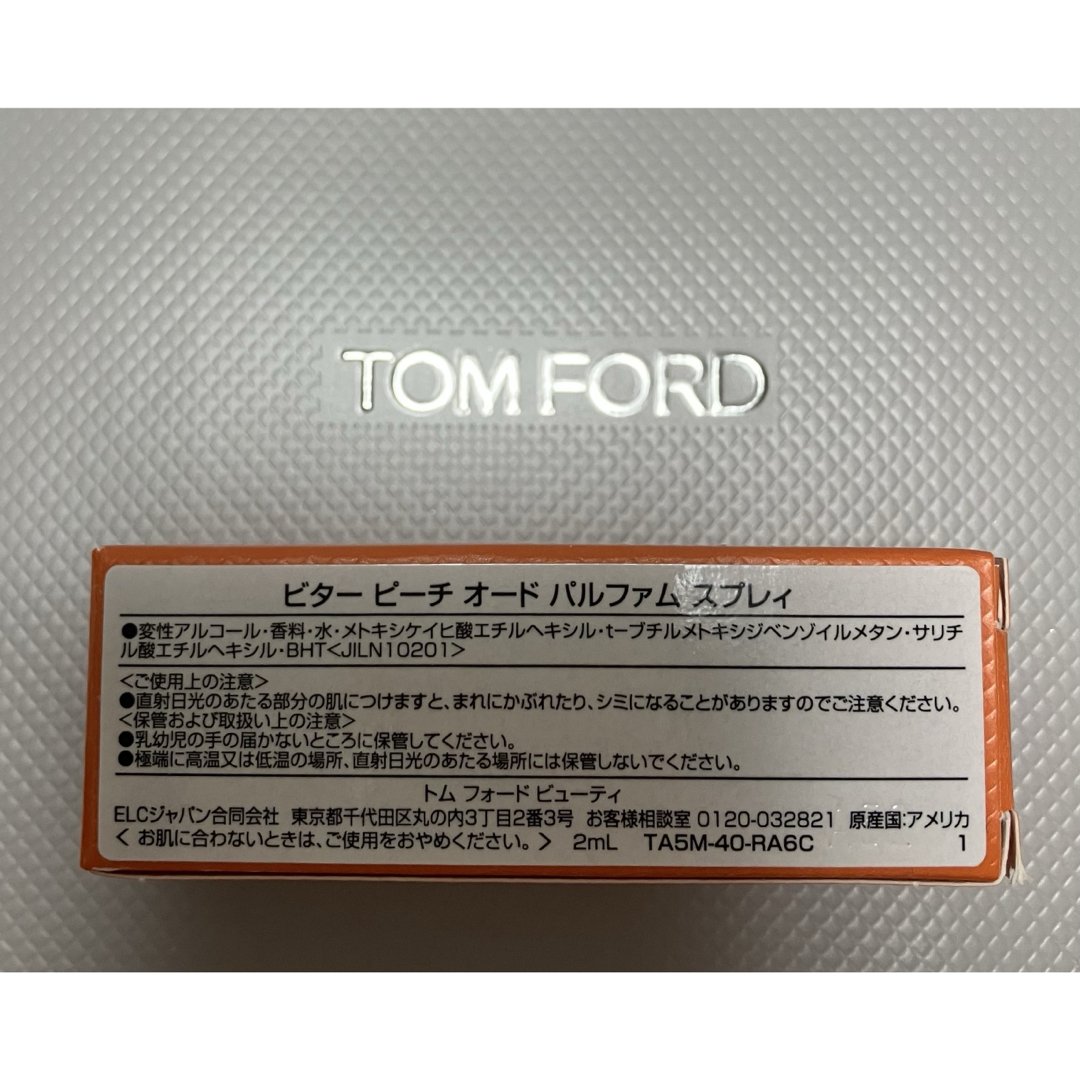 TOM FORD
ビター ピーチ オード パルファム スプレィ
●変性アルコール・香料・水・メトキシケイヒ酸エチルヘキシル・t-ブチルメトキシジベンゾイルメタン・サリチ
ル酸エチルヘキシル・BHT<JILN10201>
<ご使用上の注意>
●直射日光のあたる部分の肌につけますと、まれにかぶれたり、シミになることがありますのでご注意ください。
<保管および取扱い上の注意>
●乳幼児の手の届かないところに保管してください。
●極端に高温又は低温の場所、直射日光のあたる場所には保管しないでください。
トム フォード ビューティ
ELCジャパン合同会社 東京都千代田区丸の内3丁目2番3号 お客様相談室 0120-032821 原産国:アメリカ
< お肌に合わないときは、ご使用をおやめください。> 2mL TA5M-40-RA6C 1